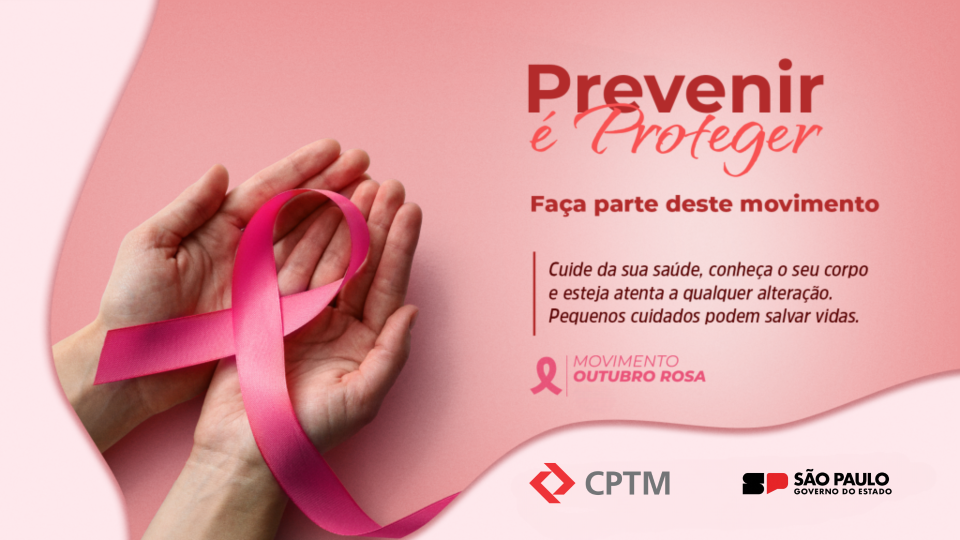 Prevenir
é Proteger
Faça parte deste movimento
Cuide da sua saúde, conheça o seu corpo
e esteja atenta a qualquer alteração.
Pequenos cuidados podem salvar vidas.
MOVIMENTO
OUTUBRO ROSA
CPTM
SP SÃO PAULO
GOVERNO DO ESTADO